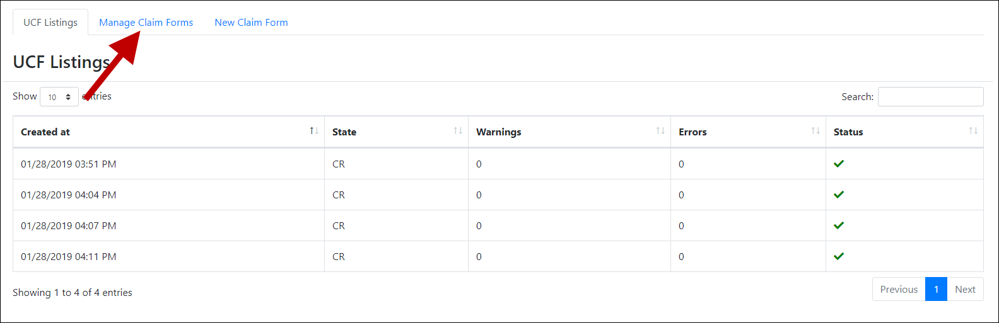 UCF Listings Manage Claim Forms New Claim Form
UCF Listings
Show 10 entries Search:
Created at State Warnings Errors Status
01/28/2019 03:51 PM CR 0 0
01/28/2019 04:04 PM CR 0 0
01/28/2019 04:07 PM CR 0 0
01/28/2019 04:11 PM CR 0 0
Showing 1 to 4 of 4 entries Previous 1 Next